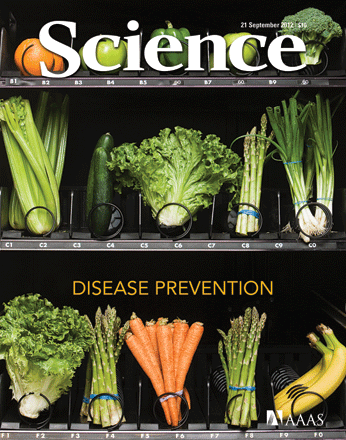 21 September 2012 | $10
Science
B1 B2 B3 B4 B5 B7 B9
C1 C2 C3 C4 C5 C6 C7 C8 C9 C0
DISEASE PREVENTION
AAAS
F1 F2 F3 F4 F5 F6 F7 F8 F9 F0